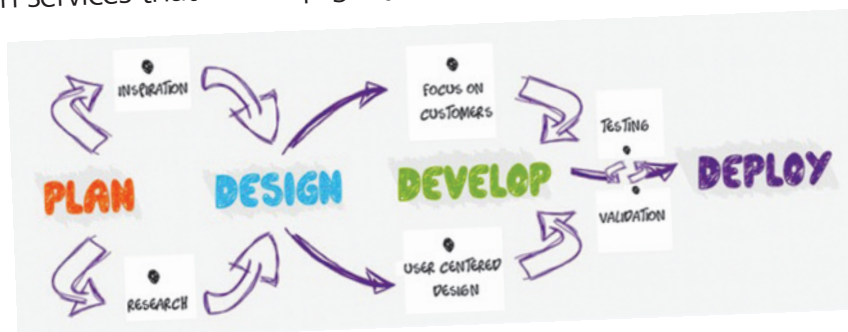 INSPIRATION
FOCUS ON
CUSTOMERS
TESTING
PLAN
DESIGN
DEVELOP
DEPLOY
VALIDATION
RESEARCH
USER CENTERED
DESIGN